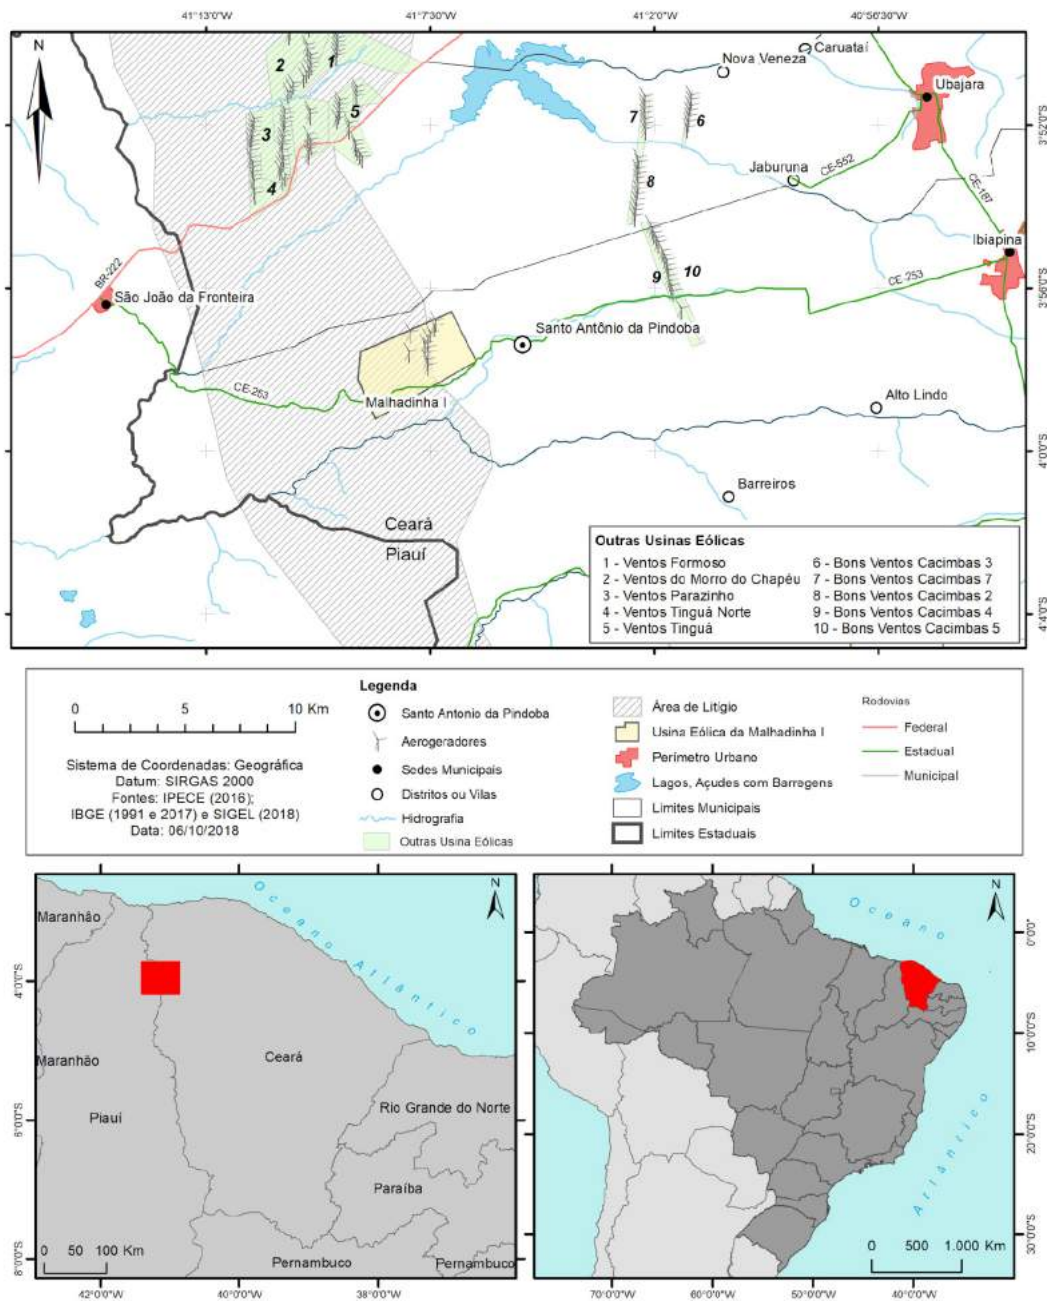 41°13'0"W
41°7'30"W
41°2'0"W
40°56'30"W
N
2
1
Nova Veneza
Caruataí
Ubajara
3
5
7
6
3°52'0"S
4
8
Jaburuna
CE-552
CE-187
Ibiapina
BR-222
9
10
CE-253
3°56'0"S
São João da Fronteira
Santo Antônio da Pindoba
CE-253
Malhadinha I
Alto Lindo
4°0'0"S
Barreiros
Ceará
Piauí
Outras Usinas Eólicas
1 - Ventos Formoso
2 - Ventos do Morro do Chapéu
3 - Ventos Parazinho
4 - Ventos Tinguá Norte
5 - Ventos Tinguá
6 - Bons Ventos Cacimbas 3
7 - Bons Ventos Cacimbas 7
8 - Bons Ventos Cacimbas 2
9 - Bons Ventos Cacimbas 4
10 - Bons Ventos Cacimbas 5
4°4'0"S
0 5 10 Km
Sistema de Coordenadas: Geográfica
Datum: SIRGAS 2000
Fontes: IPECE (2016);
IBGE (1991 e 2017) e SIGEL (2018)
Data: 06/10/2018
Legenda
Santo Antonio da Pindoba
Aerogeradores
Sedes Municipais
Distritos ou Vilas
Hidrografia
Outras Usina Eólicas
Área de Litígio
Usina Eólica da Malhadinha I
Perímetro Urbano
Lagos, Açudes com Barragens
Limites Municipais
Limites Estaduais
Rodovias
Federal
Estadual
Municipal
N
Maranhão
Oceano Atlântico
4°0'0"S
Maranhão
Ceará
Piauí
Rio Grande do Norte
6°0'0"S
Paraíba
0 50 100 Km
Pernambuco
Pernambuco
8°0'0"S
42°0'0"W
40°0'0"W
38°0'0"W
N
Oceano
Atlântico
0°0'0"
10°0'0"S
20°0'0"S
30°0'0"S
0 500 1.000 Km
70°0'0"W
60°0'0"W
50°0'0"W
40°0'0"W